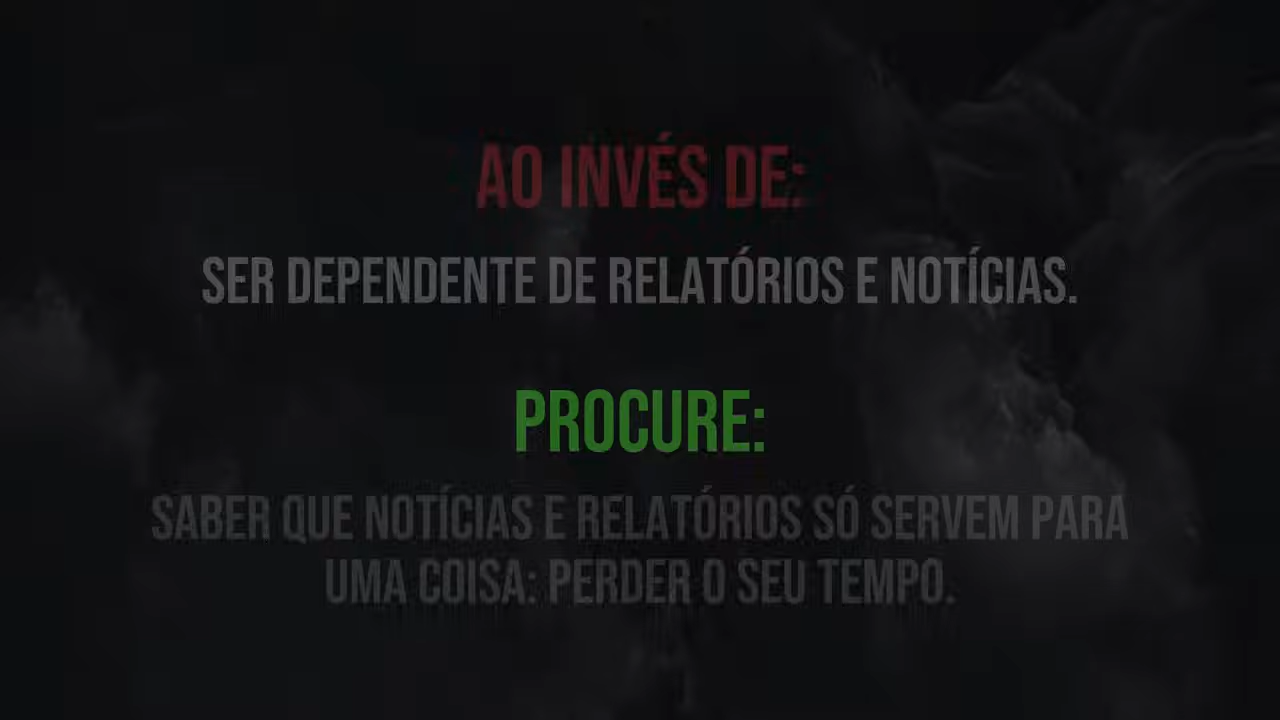 AO INVÉS DE:
SER DEPENDENTE DE RELATÓRIOS E NOTÍCIAS.
PROCURE:
SABER QUE NOTÍCIAS E RELATÓRIOS SÓ SERVEM PARA
UMA COISA: PERDER O SEU TEMPO.